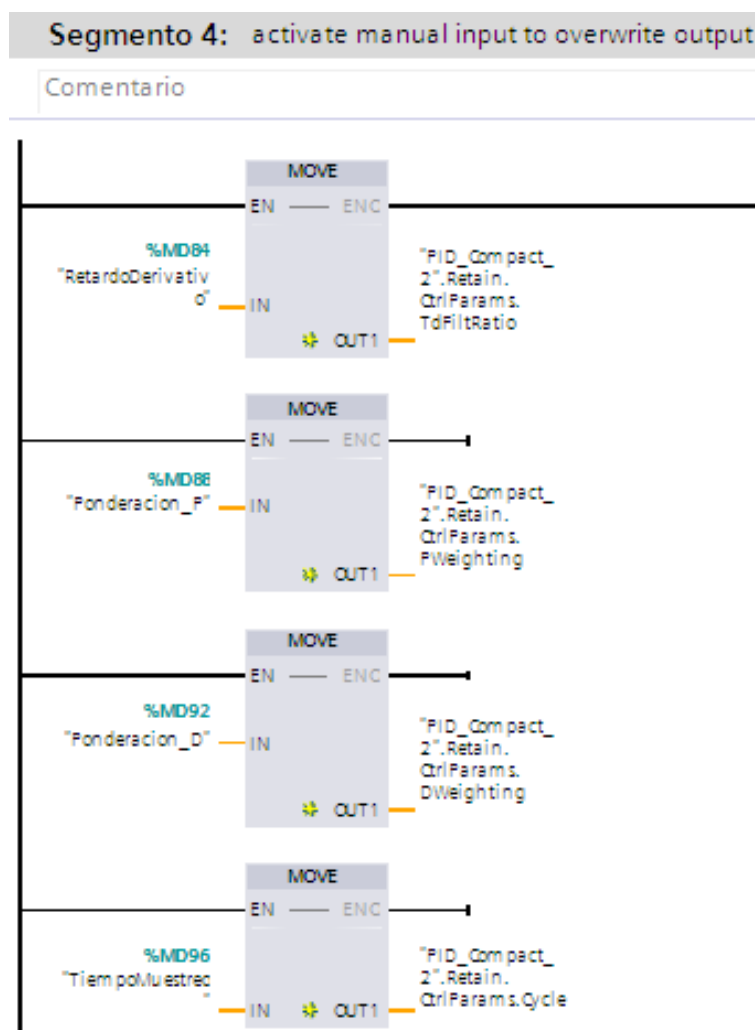 Segmento 4: activate manual input to overwrite output
Comentario
MOVE
EN ENO
%MD84
"RetardoDerivativ
o"
IN
OUT1
"PID_Compact_
2".Retain.
CtrlParams.
TdFiltRatio
MOVE
EN ENO
%MD88
"Ponderacion_P"
IN
OUT1
"PID_Compact_
2".Retain.
CtrlParams.
PWeighting
MOVE
EN ENO
%MD92
"Ponderacion_D"
IN
OUT1
"PID_Compact_
2".Retain.
CtrlParams.
DWeighting
MOVE
EN ENO
%MD96
"TiempoMuestreo
"
IN
OUT1
"PID_Compact_
2".Retain.
CtrlParams.Cycle